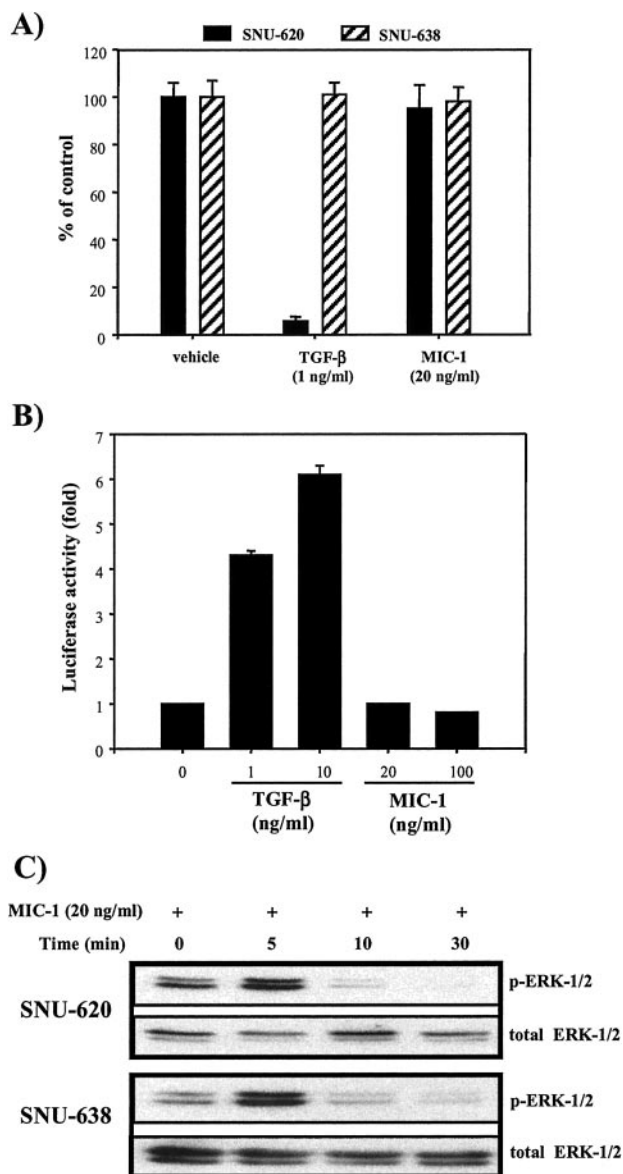 A)
SNU-620 SNU-638
% of control
120
100
80
60
40
20
0
vehicle TGF-β MIC-1
(1 ng/ml) (20 ng/ml)
B)
Luciferase activity (fold)
7
6
5
4
2
1
0
0 1 10 20 100
TGF-β MIC-1
(ng/ml) (ng/ml)
C)
MIC-1 (20 ng/ml) + + + +
Time (min) 0 5 10 30
SNU-620
p-ERK-1/2
total ERK-1/2
SNU-638
p-ERK-1/2
total ERK-1/2